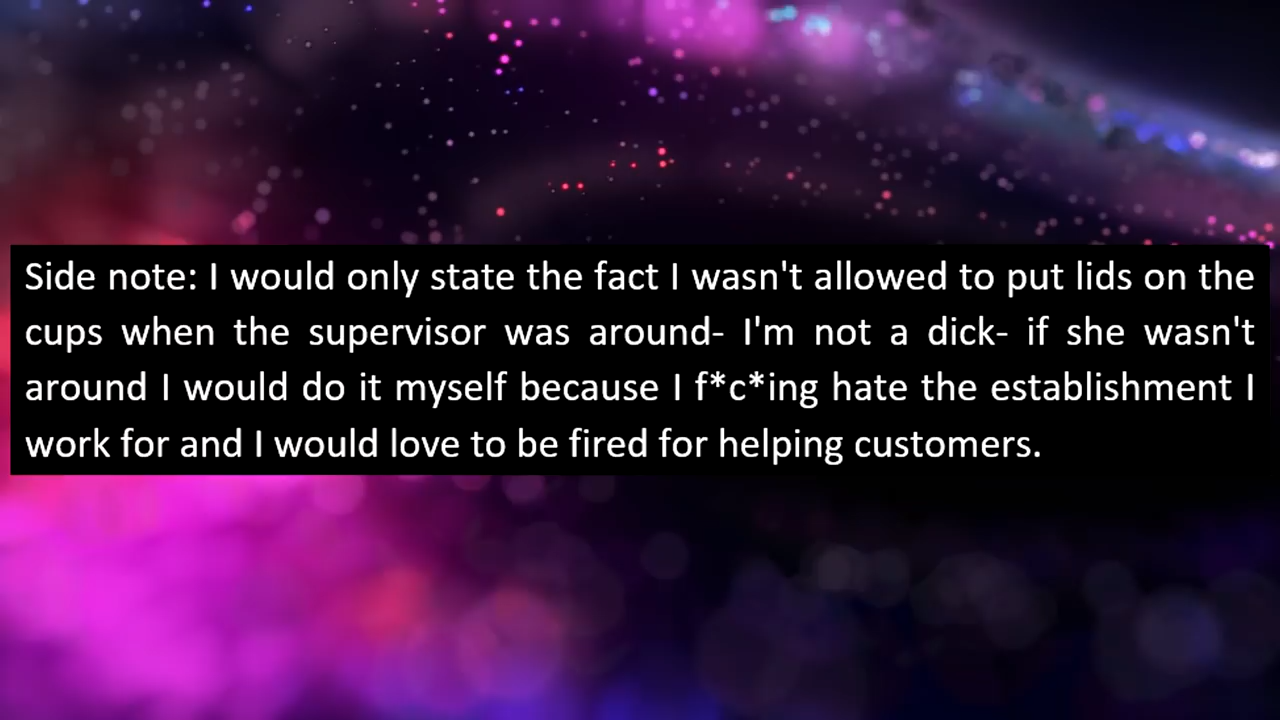 Side note: I would only state the fact I wasn't allowed to put lids on the
cups when the supervisor was around- I'm not a dick- if she wasn't
around I would do it myself because I f*c*ing hate the establishment I
work for and I would love to be fired for helping customers.